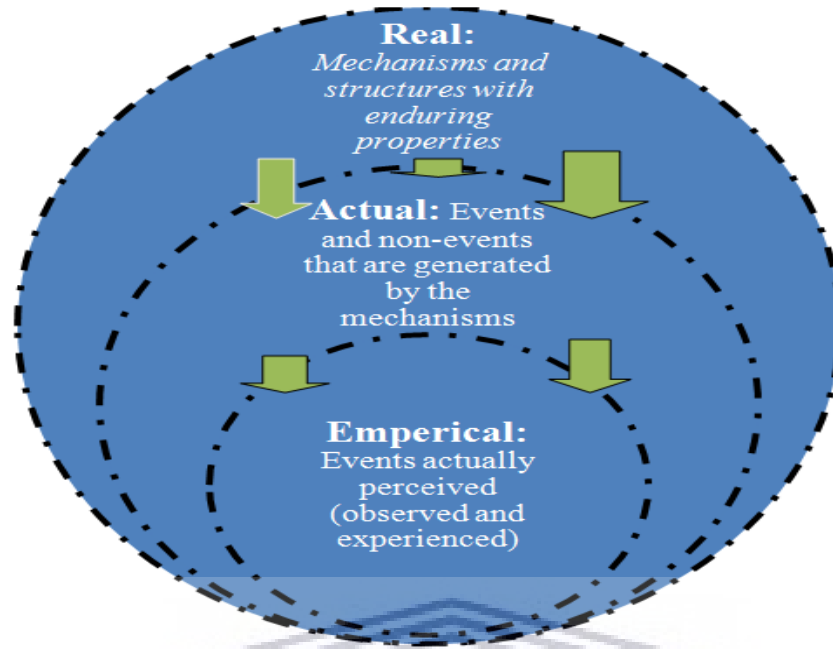 Real:
Mechanisms and
structures with
enduring
properties
Actual: Events
and non-events
that are generated
by the
mechanisms
Emperical:
Events actually
perceived
(observed and
experienced)